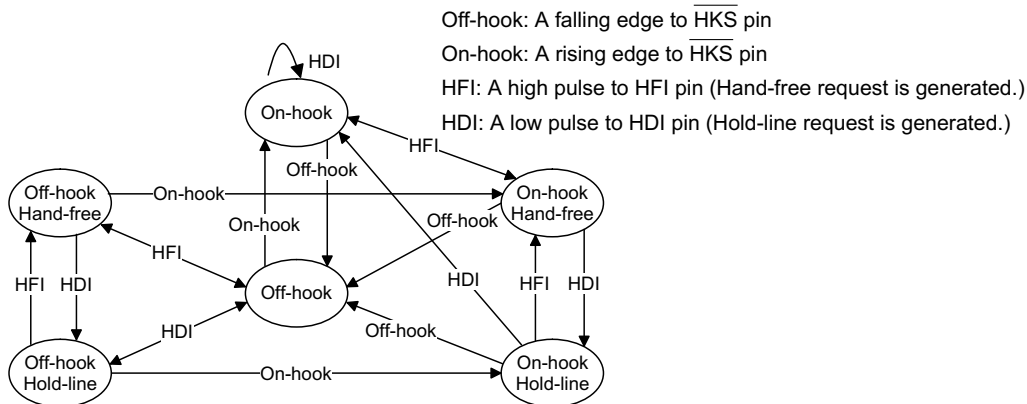 Off-hook: A falling edge to HKS pin
On-hook: A rising edge to HKS pin
HFI: A high pulse to HFI pin (Hand-free request is generated.)
HDI: A low pulse to HDI pin (Hold-line request is generated.)
HDI
On-hook
HFI
Off-hook
Off-hook
Hand-free
On-hook
On-hook
Hand-free
On-hook
Off-hook
HFI
HFI
HDI
Off-hook
HDI
HFI
HDI
HDI
Off-hook
Off-hook
Hold-line
On-hook
On-hook
Hold-line